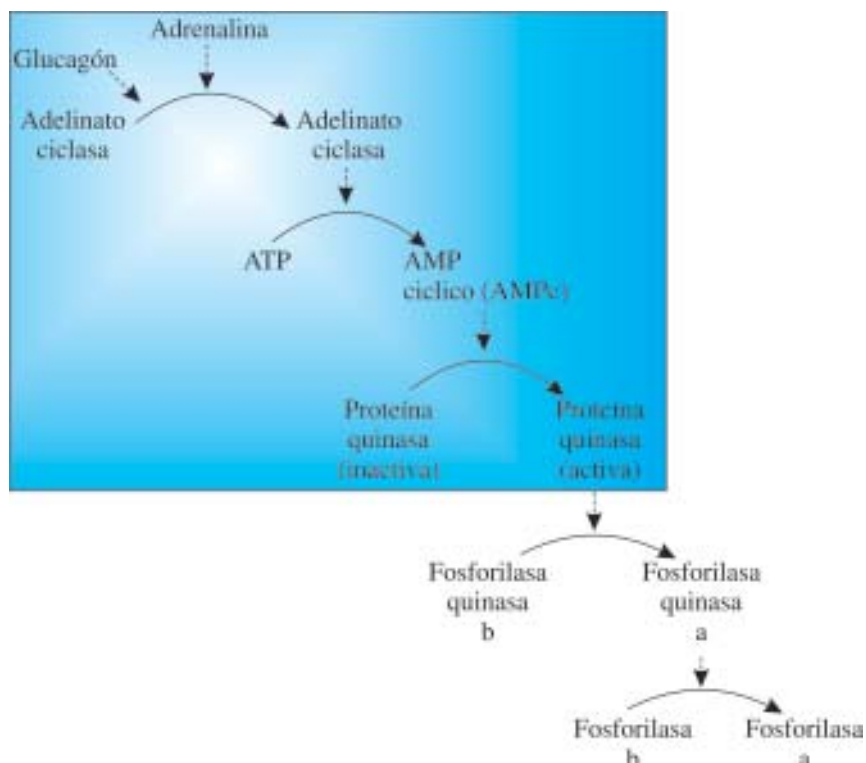 Adrenalina
Glucagón
Adelinato
ciclasa
Adelinato
ciclasa
ATP
AMP
ciclico (AMPc)
Proteína
quinasa
(inactiva)
Proteína
quinasa
(activa)
Fosforilasa
quinasa
b
Fosforilasa
quinasa
a
Fosforilasa
b
Fosforilasa
a